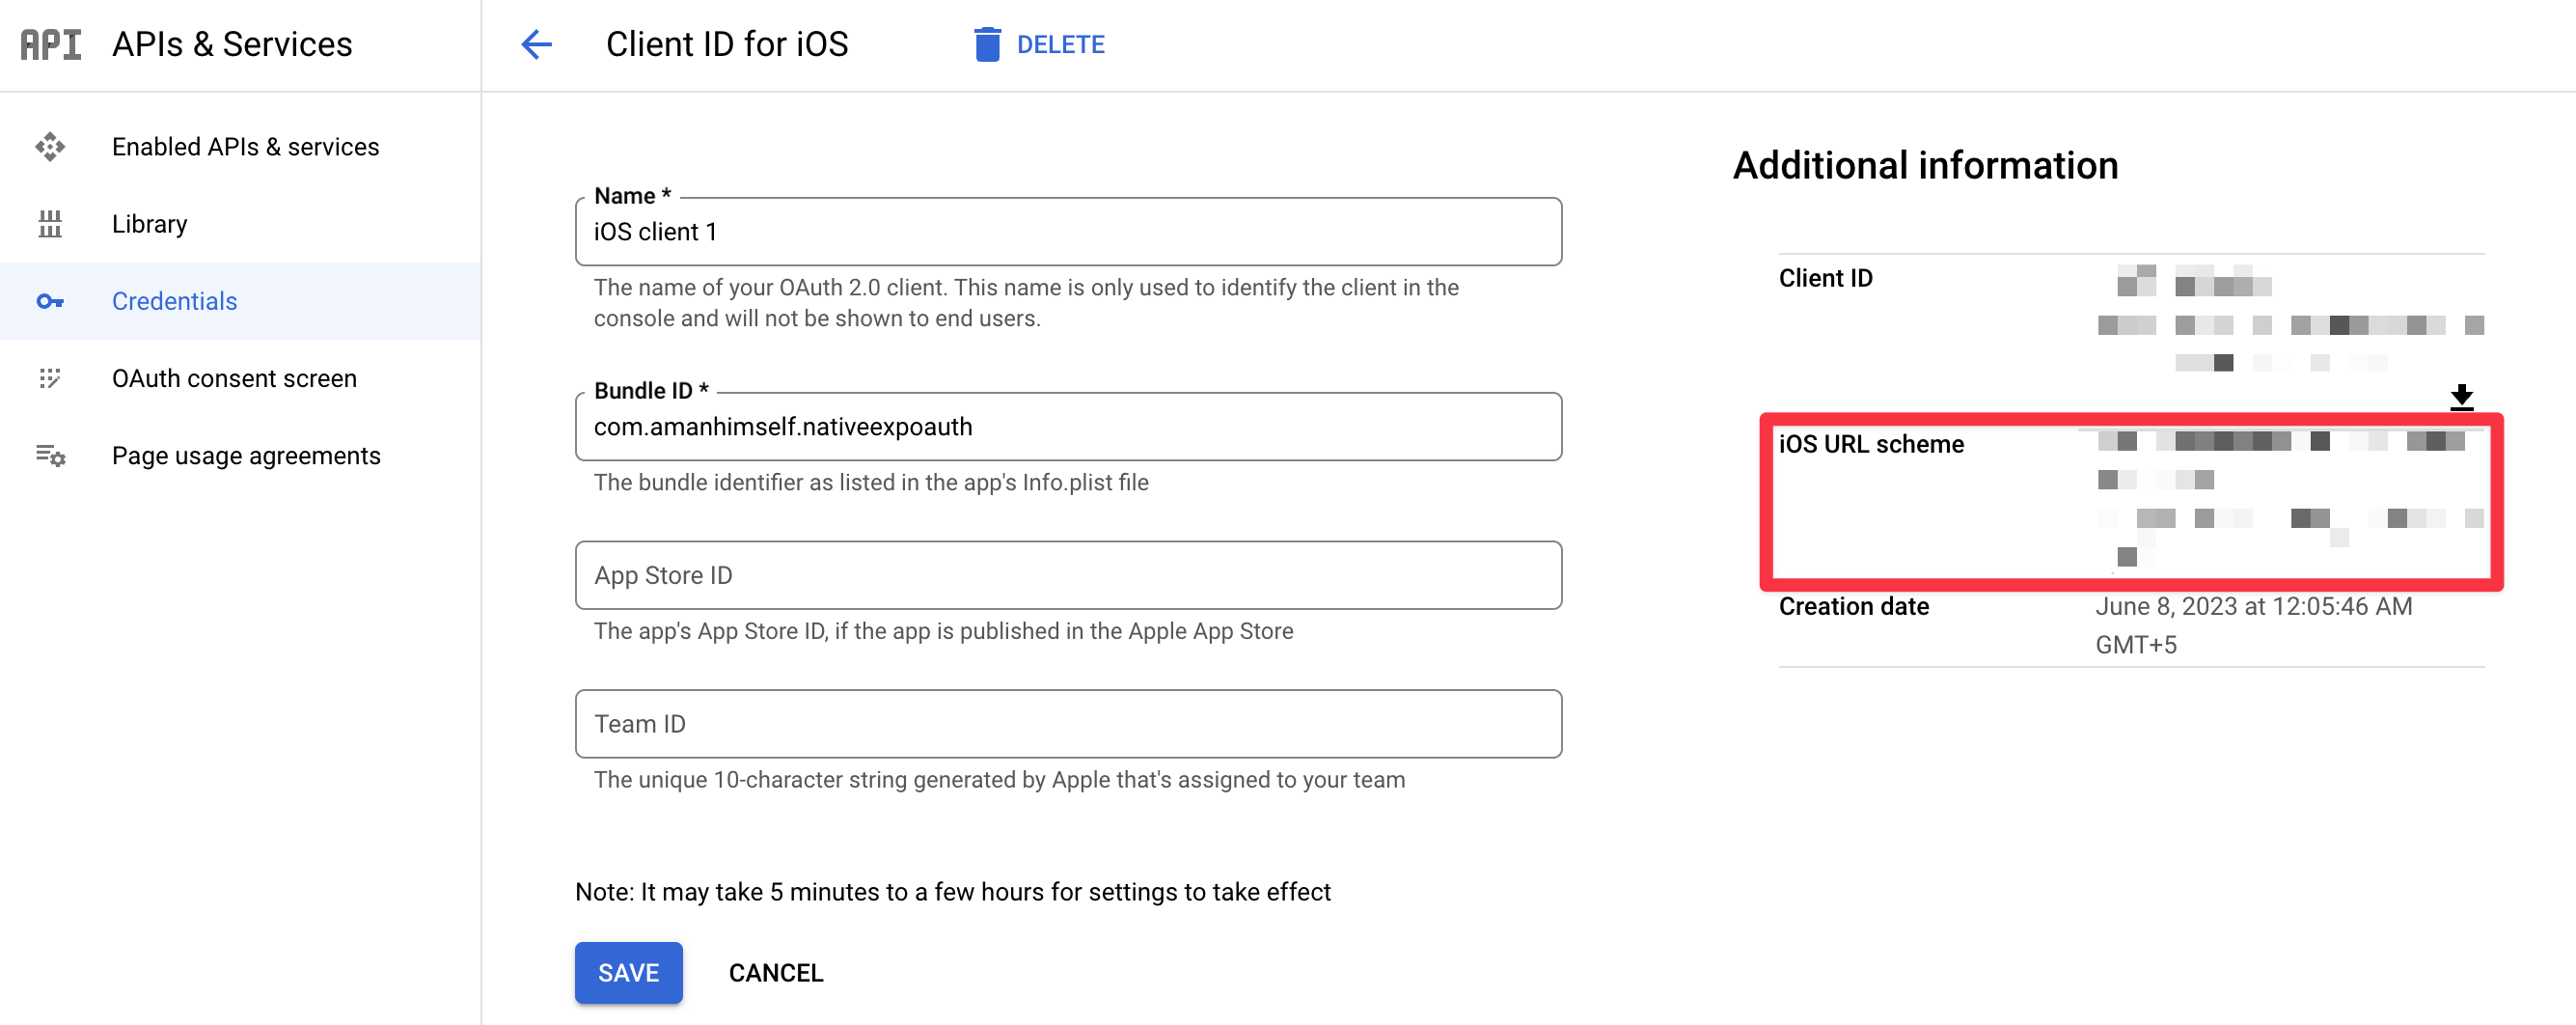 API APIs & Services
Client ID for iOS
DELETE
Enabled APIs & services
Library
Credentials
OAuth consent screen
Page usage agreements
Name *
iOS client 1
The name of your OAuth 2.0 client. This name is only used to identify the client in the
console and will not be shown to end users.
Bundle ID *
com.amanhimself.nativeexpoauth
The bundle identifier as listed in the app's Info.plist file
App Store ID
The app's App Store ID, if the app is published in the Apple App Store
Team ID
The unique 10-character string generated by Apple that's assigned to your team
Note: It may take 5 minutes to a few hours for settings to take effect
SAVE
CANCEL
Additional information
Client ID
iOS URL scheme
Creation date
June 8, 2023 at 12:05:46 AM
GMT+5